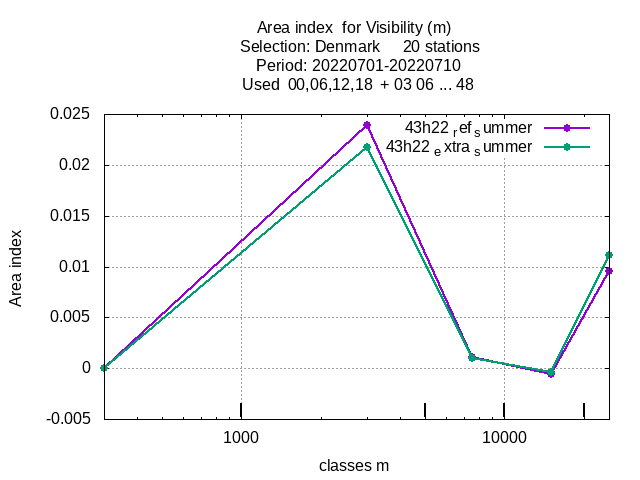 Area index  for Visibility (m)
Selection: Denmark     20 stations
Period: 20220701-20220710
Used  00,06,12,18  + 03 06 ... 48
0.025
0.02
0.015
0.01
0.005
0
-0.005
Area index
43h22 ref summer
43h22 extra summer
1000
10000
classes m